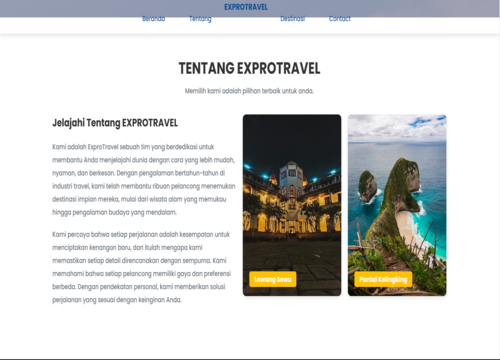 EXPROTRAVEL
Beranda Tentang Destinasi Contact
TENTANG EXPROTRAVEL
Memilih kami adalah pilihan terbaik untuk anda.
Jelajahi Tentang EXPROTRAVEL
Kami adalah ExproTravel sebuah tim yang berdedikasi untuk
membantu Anda menjelajahi dunia dengan cara yang lebih mudah,
nyaman, dan berkesan. Dengan pengalaman bertahun-tahun di
industri travel, kami telah membantu ribuan pelancong menemukan
destinasi impian mereka, mulai dari wisata alam yang memukau
hingga pengalaman budaya yang mendalam.
Kami percaya bahwa setiap perjalanan adalah kesempatan untuk
menciptakan kenangan baru, dan itulah mengapa kami
memastikan setiap detail direncanakan dengan sempurna. Kami
memahami bahwa setiap pelancong memiliki gaya dan preferensi
berbeda. Dengan pendekatan personal, kami memberikan solusi
perjalanan yang sesuai dengan keinginan Anda.
Lawang Sewu
Pantai Kelingking